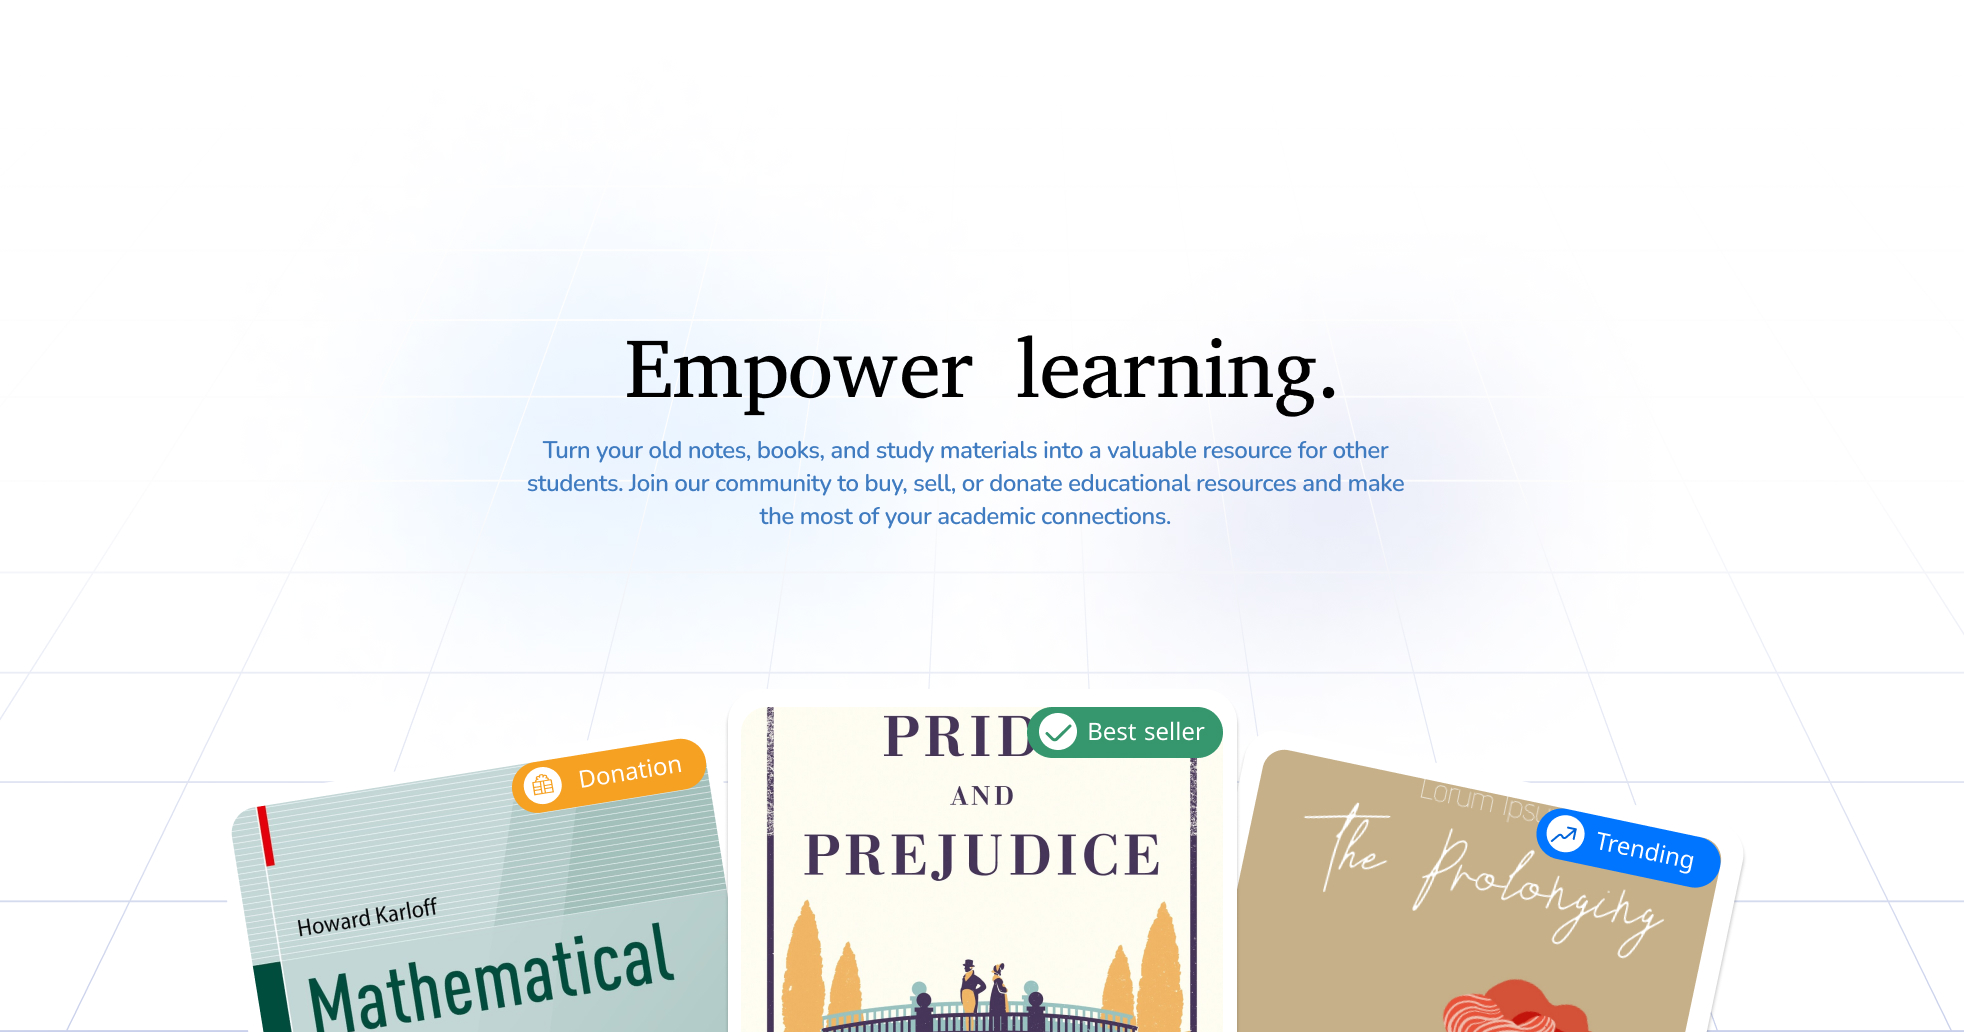 Empower learning.
Turn your old notes, books, and study materials into a valuable resource for other
students. Join our community to buy, sell, or donate educational resources and make
the most of your academic connections.
Donation
Howard Karloff
Mathematical
Best seller
PRID
AND
PREJUDICE
Trending
Lorum Ipsu
The Prolonging